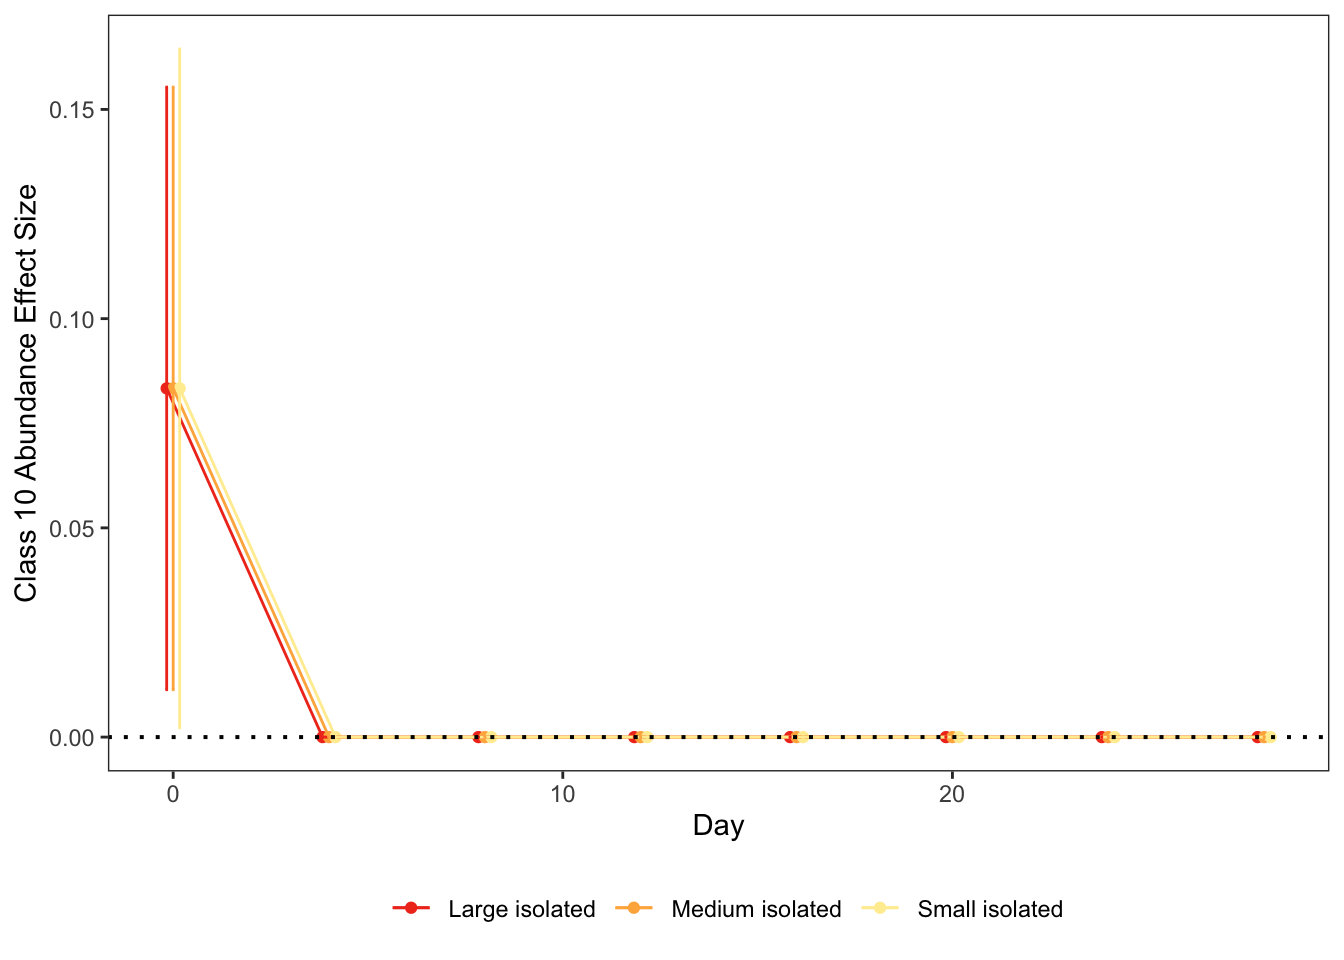 Class 10 Abundance Effect Size
0.15
0.10
0.05
0.00
0 10 20
Day
Large isolated Medium isolated Small isolated